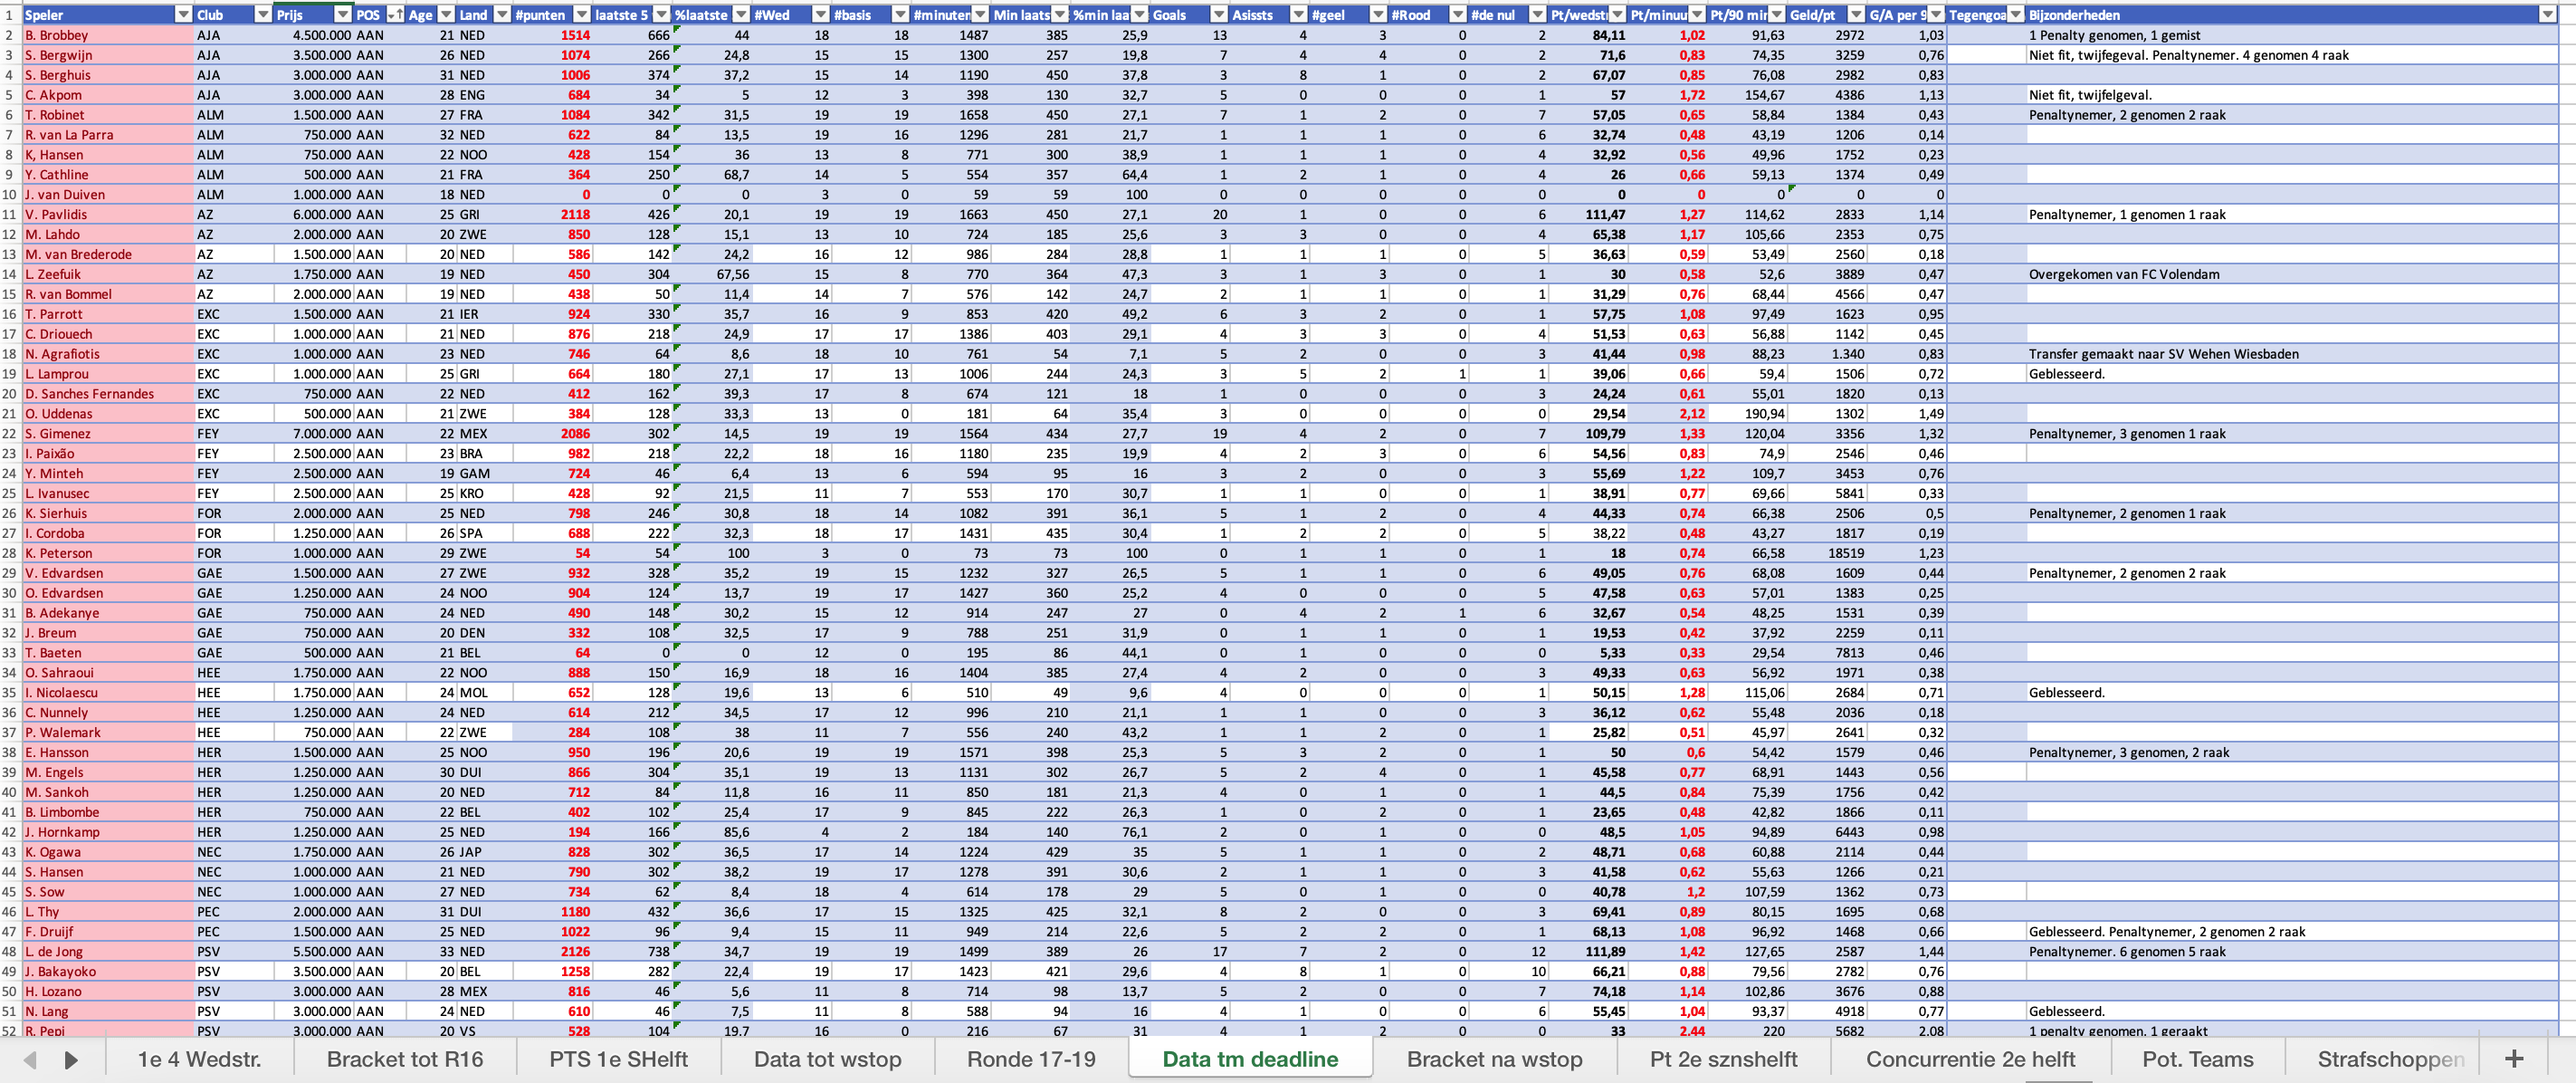 1 Speler Club Prijs POS Age Land #punten laatste 5 %laatste #Wed #basis #minuten Min laats %min laa Goals Asissts #geel #Rood #de nul Pt/wedst Pt/minuu Pt/90 min Geld/pt G/A per 9 Tegengoa Bijzonderheden
2 B. Brobbey AJA 4.500.000 AAN 21 NED 1514 666 44 18 18 1487 385 25,9 13 4 3 0 2 84,11 1,02 91,63 2972 1,03 1 Penalty genomen, 1 gemist
3 S. Bergwijn AJA 3.500.000 AAN 26 NED 1074 266 24,8 15 15 1300 257 19,8 7 4 4 0 2 71,6 0,83 74,35 3259 0,76 Niet fit, twijfegeval. Penaltynemer. 4 genomen 4 raak
4 S. Berghuis AJA 3.000.000 AAN 31 NED 1006 374 37,2 15 14 1190 450 37,8 3 8 1 0 2 67,07 0,85 76,08 2982 0,83
5 C. Akpom AJA 3.000.000 AAN 28 ENG 684 34 5 12 3 398 130 32,7 5 0 0 0 1 57 1,72 154,67 4386 1,13 Niet fit, twijfelgeval.
6 T. Robinet ALM 1.500.000 AAN 27 FRA 1084 342 31,5 19 19 1658 450 27,1 7 1 2 0 7 57,05 0,65 58,84 1384 0,43 Penaltynemer, 2 genomen 2 raak
7 R. van La Parra ALM 750.000 AAN 32 NED 622 84 13,5 19 16 1296 281 21,7 1 1 1 0 6 32,74 0,48 43,19 1206 0,14
8 K, Hansen ALM 750.000 AAN 22 NOO 428 154 36 13 8 771 300 38,9 1 1 1 0 4 32,92 0,56 49,96 1752 0,23
9 Y. Cathline ALM 500.000 AAN 21 FRA 364 250 68,7 14 5 554 357 64,4 1 2 1 0 4 26 0,66 59,13 1374 0,49
10 J. van Duiven ALM 1.000.000 AAN 18 NED 0 0 0 3 0 59 59 100 0 0 0 0 0 0 0 0 0 0
11 V. Pavlidis AZ 6.000.000 AAN 25 GRI 2118 426 20,1 19 19 1663 450 27,1 20 1 0 0 6 111,47 1,27 114,62 2833 1,14 Penaltynemer, 1 genomen 1 raak
12 M. Lahdo AZ 2.000.000 AAN 20 ZWE 850 128 15,1 13 10 724 185 25,6 3 3 0 0 4 65,38 1,17 105,66 2353 0,75
13 M. van Brederode AZ 1.500.000 AAN 20 NED 586 142 24,2 16 12 986 284 28,8 1 1 1 0 5 36,63 0,59 53,49 2560 0,18
14 L. Zeefuik AZ 1.750.000 AAN 19 NED 450 304 67,56 15 8 770 364 47,3 3 1 3 0 1 30 0,58 52,6 3889 0,47 Overgekomen van FC Volendam
15 R. van Bommel AZ 2.000.000 AAN 19 NED 438 50 11,4 14 7 576 142 24,7 2 1 1 0 1 31,29 0,76 68,44 4566 0,47
16 T. Parrott EXC 1.500.000 AAN 21 IER 924 330 35,7 16 9 853 420 49,2 6 3 2 0 1 57,75 1,08 97,49 1623 0,95
17 C. Driouech EXC 1.000.000 AAN 21 NED 876 218 24,9 17 17 1386 403 29,1 4 3 3 0 4 51,53 0,63 56,88 1142 0,45
18 N. Agrafiotis EXC 1.000.000 AAN 23 NED 746 64 8,6 18 10 761 54 7,1 5 2 0 0 3 41,44 0,98 88,23 1.340 0,83 Transfer gemaakt naar SV Wehen Wiesbaden
19 L. Lamprou EXC 1.000.000 AAN 25 GRI 664 180 27,1 17 13 1006 244 24,3 3 5 2 1 1 39,06 0,66 59,4 1506 0,72 Geblesseerd.
20 D. Sanches Fernandes EXC 750.000 AAN 22 NED 412 162 39,3 17 8 674 121 18 1 0 0 0 3 24,24 0,61 55,01 1820 0,13
21 O. Uddenas EXC 500.000 AAN 21 ZWE 384 128 33,3 13 0 181 64 35,4 3 0 0 0 0 29,54 2,12 190,94 1302 1,49
22 S. Gimenez FEY 7.000.000 AAN 22 MEX 2086 302 14,5 19 19 1564 434 27,7 19 4 2 0 7 109,79 1,33 120,04 3356 1,32 Penaltynemer, 3 genomen 1 raak
23 I. Paixão FEY 2.500.000 AAN 23 BRA 982 218 22,2 18 16 1180 235 19,9 4 2 3 0 6 54,56 0,83 74,9 2546 0,46
24 Y. Minteh FEY 2.500.000 AAN 19 GAM 724 46 6,4 13 6 594 95 16 3 2 0 0 3 55,69 1,22 109,7 3453 0,76
25 L. Ivanusec FEY 2.500.000 AAN 25 KRO 428 92 21,5 11 7 553 170 30,7 1 1 0 0 1 38,91 0,77 69,66 5841 0,33
26 K. Sierhuis FOR 2.000.000 AAN 25 NED 798 246 30,8 18 14 1082 391 36,1 5 1 2 0 4 44,33 0,74 66,38 2506 0,5 Penaltynemer, 2 genomen 1 raak
27 I. Cordoba FOR 1.250.000 AAN 26 SPA 688 222 32,3 18 17 1431 435 30,4 1 2 2 0 5 38,22 0,48 43,27 1817 0,19
28 K. Peterson FOR 1.000.000 AAN 29 ZWE 54 54 100 3 0 73 73 100 0 1 1 0 1 18 0,74 66,58 18519 1,23
29 V. Edvardsen GAE 1.500.000 AAN 27 ZWE 932 328 35,2 19 15 1232 327 26,5 5 1 1 0 6 49,05 0,76 68,08 1609 0,44 Penaltynemer, 2 genomen 2 raak
30 O. Edvardsen GAE 1.250.000 AAN 24 NOO 904 124 13,7 19 17 1427 360 25,2 4 0 0 0 5 47,58 0,63 57,01 1383 0,25
31 B. Adekanye GAE 750.000 AAN 24 NED 490 148 30,2 15 12 914 247 27 0 4 2 1 6 32,67 0,54 48,25 1531 0,39
32 J. Breum GAE 750.000 AAN 20 DEN 332 108 32,5 17 9 788 251 31,9 0 1 1 0 1 19,53 0,42 37,92 2259 0,11
33 T. Baeten GAE 500.000 AAN 21 BEL 64 0 0 12 0 195 86 44,1 0 1 0 0 0 5,33 0,33 29,54 7813 0,46
34 O. Sahraoui HEE 1.750.000 AAN 22 NOO 888 150 16,9 18 16 1404 385 27,4 4 2 0 0 3 49,33 0,63 56,92 1971 0,38
35 I. Nicolaescu HEE 1.750.000 AAN 24 MOL 652 128 19,6 13 6 510 49 9,6 4 0 0 0 1 50,15 1,28 115,06 2684 0,71 Geblesseerd.
36 C. Nunnely HEE 1.250.000 AAN 24 NED 614 212 34,5 17 12 996 210 21,1 1 1 0 0 3 36,12 0,62 55,48 2036 0,18
37 P. Walemark HEE 750.000 AAN 22 ZWE 284 108 38 11 7 556 240 43,2 1 1 2 0 1 25,82 0,51 45,97 2641 0,32
38 E. Hansson HER 1.500.000 AAN 25 NOO 950 196 20,6 19 19 1571 398 25,3 5 3 2 0 1 50 0,6 54,42 1579 0,46 Penaltynemer, 3 genomen, 2 raak
39 M. Engels HER 1.250.000 AAN 30 DUI 866 304 35,1 19 13 1131 302 26,7 5 2 4 0 1 45,58 0,77 68,91 1443 0,56
40 M. Sankoh HER 1.250.000 AAN 20 NED 712 84 11,8 16 11 850 181 21,3 4 0 1 0 1 44,5 0,84 75,39 1756 0,42
41 B. Limbombe HER 750.000 AAN 22 BEL 402 102 25,4 17 9 845 222 26,3 1 0 2 0 1 23,65 0,48 42,82 1866 0,11
42 J. Hornkamp HER 1.250.000 AAN 25 NED 194 166 85,6 4 2 184 140 76,1 2 0 1 0 0 48,5 1,05 94,89 6443 0,98
43 K. Ogawa NEC 1.750.000 AAN 26 JAP 828 302 36,5 17 14 1224 429 35 5 1 1 0 2 48,71 0,68 60,88 2114 0,44
44 S. Hansen NEC 1.000.000 AAN 21 NED 790 302 38,2 19 17 1278 391 30,6 2 1 1 0 3 41,58 0,62 55,63 1266 0,21
45 S. Sow NEC 1.000.000 AAN 27 NED 734 62 8,4 18 4 614 178 29 5 0 1 0 0 40,78 1,2 107,59 1362 0,73
46 L. Thy PEC 2.000.000 AAN 31 DUI 1180 432 36,6 17 15 1325 425 32,1 8 2 0 0 3 69,41 0,89 80,15 1695 0,68
47 F. Druijf PEC 1.500.000 AAN 25 NED 1022 96 9,4 15 11 949 214 22,6 5 2 2 0 1 68,13 1,08 96,92 1468 0,66 Geblesseerd. Penaltynemer, 2 genomen 2 raak
48 L. de Jong PSV 5.500.000 AAN 33 NED 2126 738 34,7 19 19 1499 389 26 17 7 2 0 12 111,89 1,42 127,65 2587 1,44 Penaltynemer. 6 genomen 5 raak
49 J. Bakayoko PSV 3.500.000 AAN 20 BEL 1258 282 22,4 19 17 1423 421 29,6 4 8 1 0 10 66,21 0,88 79,56 2782 0,76
50 H. Lozano PSV 3.000.000 AAN 28 MEX 816 46 5,6 11 8 714 98 13,7 5 2 0 0 7 74,18 1,14 102,86 3676 0,88
51 N. Lang PSV 3.000.000 AAN 24 NED 610 46 7,5 11 8 588 94 16 4 1 0 0 6 55,45 1,04 93,37 4918 0,77 Geblesseerd.
52 R. Pepi PSV 3.000.000 AAN 20 VS 528 104 19,7 16 0 216 67 31 4 1 2 0 0 33 2,44 220 5682 2,08 1 penalty genomen, 1 geraakt
1e 4 Wedstr. Bracket tot R16 PTS 1e SHelft Data tot wstop Ronde 17-19 Data tm deadline Bracket na wstop Pt 2e sznshelft Concurrentie 2e helft Pot. Teams Strafschoppen +